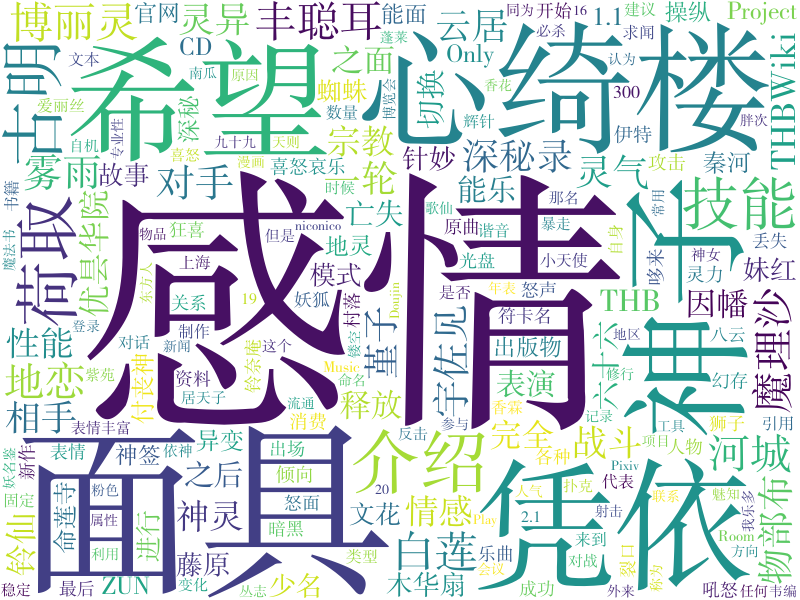 博丽灵
官网
灵异
丰聪耳
能面
同为
开始
16
建议
操纵
Project
CD
云居
1.1
必杀
求闻
古明
文本
希望
之面
Only
心绮楼
认为
香花
THBWiki
蓬莱
南瓜
原因
爱丽丝
深秘
蜘蛛
数量
博览会
切换
辉针
300
胖次
自机
专业性
九十九
天则
宗教
针妙
伊特
雾雨
故事
漫画
喜怒
喜怒哀乐
时候
一轮
深秘录
灵气
攻击
秦河
书籍
对手
能乐
那名
常用
荷取
优昙华院
魔法书
狂喜
niconico
亡失
歌仙
原曲
谐音
暴走
自身
神子
技能
物品
但是
地灵
感情
光盘
小天使
哆来
丢失
神女
灵力
妹红
东方人
上海
模式
是否
怒声
年表
THB
因幡
魔理沙
关系
19
妖狐
村落
Doujin
符卡名
地区
八云
性能
登录
对话
制作
这个
堇子
宇佐见
出版物
六十六
幻存
地恋
紫苑
新闻
铃奈庵
镂空
Music
命名
表演
修行
付丧神
资料
居天子
流通
释放
香霖
记录
工具
狮子
引用
相手
表情丰富
消费
反击
参与
完全
战斗
项目
人物
河城
新作
表情
依神
神签
异变
出场
面具
介绍
凭依
各种
Pixiv
代表
物部布
妖名鉴
固定
铃仙
命莲寺
粉色
属性
利用
进行
之后
倾向
怒面
暗黑
情感
人气
扑克
联系
魅知
我乐多
神灵
文花
20
Play
2.1
射击
Room
方向
藤原
类型
白莲
乐曲
来到
对战
裂口
称为
稳定
最后
ZUN
变化
丛志
少名
木华扇
会议
成功
外来
吼怒
任何
韦编